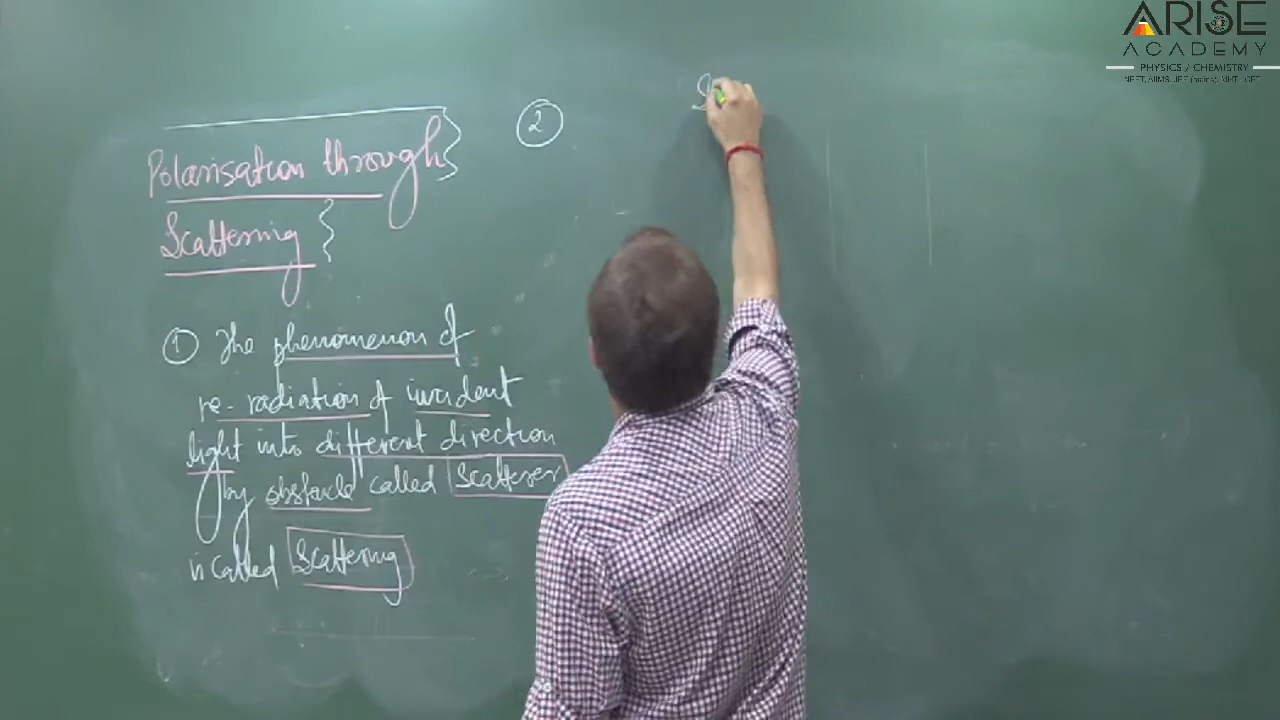 Polarisation through
Scattering
① The phenomenon of
re-radiation of incident
light into different direction
by obstacle called Scatterer
is called Scattering
②
ARISE
ACADEMY
PHYSICS / CHEMISTRY